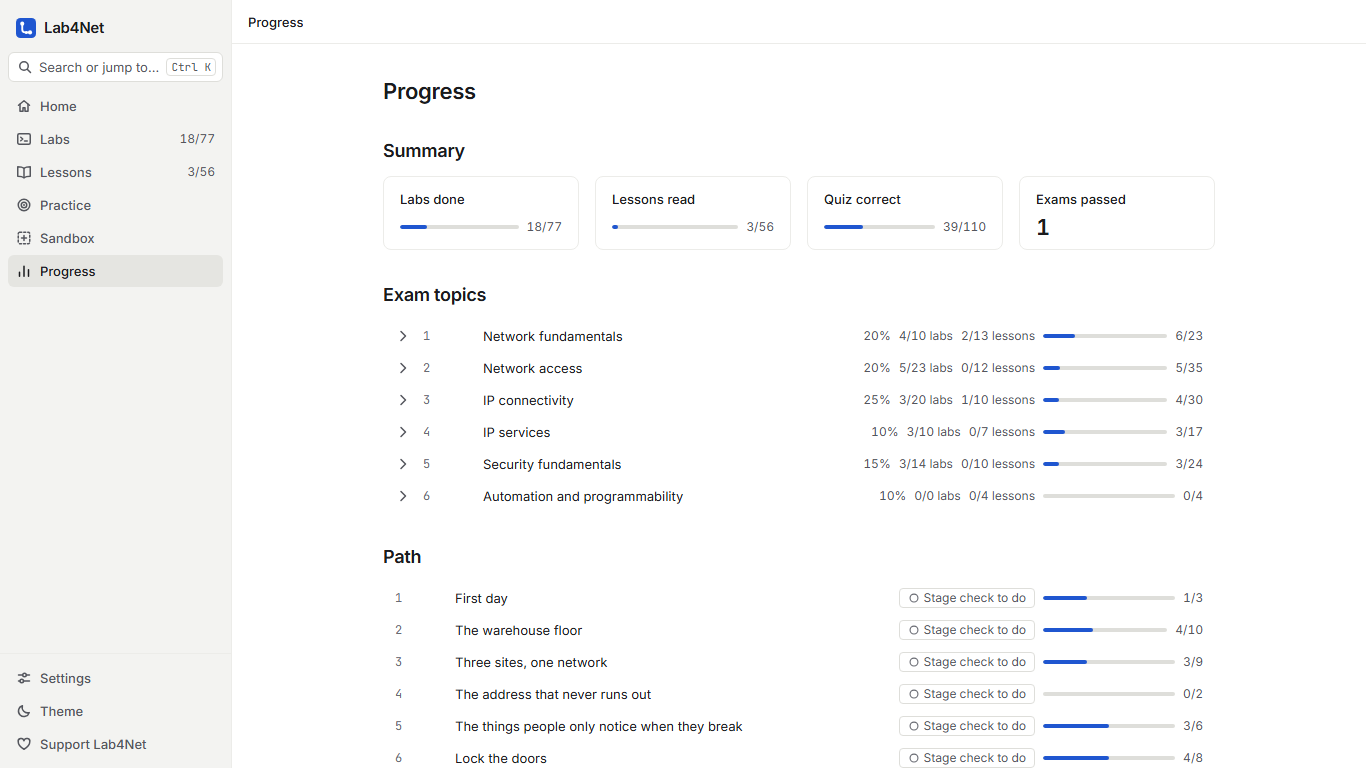 Lab4Net
Search or jump to... Ctrl K
Home
Labs 18/77
Lessons 3/56
Practice
Sandbox
Progress
Settings
Theme
Support Lab4Net
Progress
Progress
Summary
Labs done
18/77
Lessons read
3/56
Quiz correct
39/110
Exams passed
1
Exam topics
1 Network fundamentals 20% 4/10 labs 2/13 lessons 6/23
2 Network access 20% 5/23 labs 0/12 lessons 5/35
3 IP connectivity 25% 3/20 labs 1/10 lessons 4/30
4 IP services 10% 3/10 labs 0/7 lessons 3/17
5 Security fundamentals 15% 3/14 labs 0/10 lessons 3/24
6 Automation and programmability 10% 0/0 labs 0/4 lessons 0/4
Path
1 First day Stage check to do 1/3
2 The warehouse floor Stage check to do 4/10
3 Three sites, one network Stage check to do 3/9
4 The address that never runs out Stage check to do 0/2
5 The things people only notice when they break Stage check to do 3/6
6 Lock the doors Stage check to do 4/8